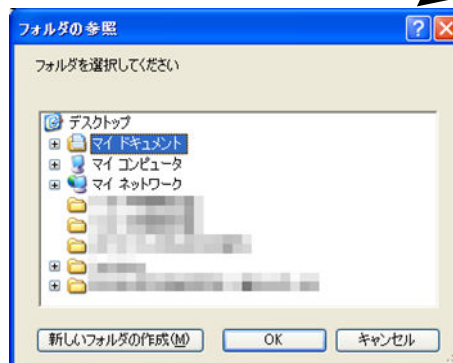 フォルダの参照
フォルダを選択してください
デスクトップ
マイ ドキュメント
マイ コンピュータ
マイ ネットワーク
新しいフォルダの作成(M) OK キャンセル